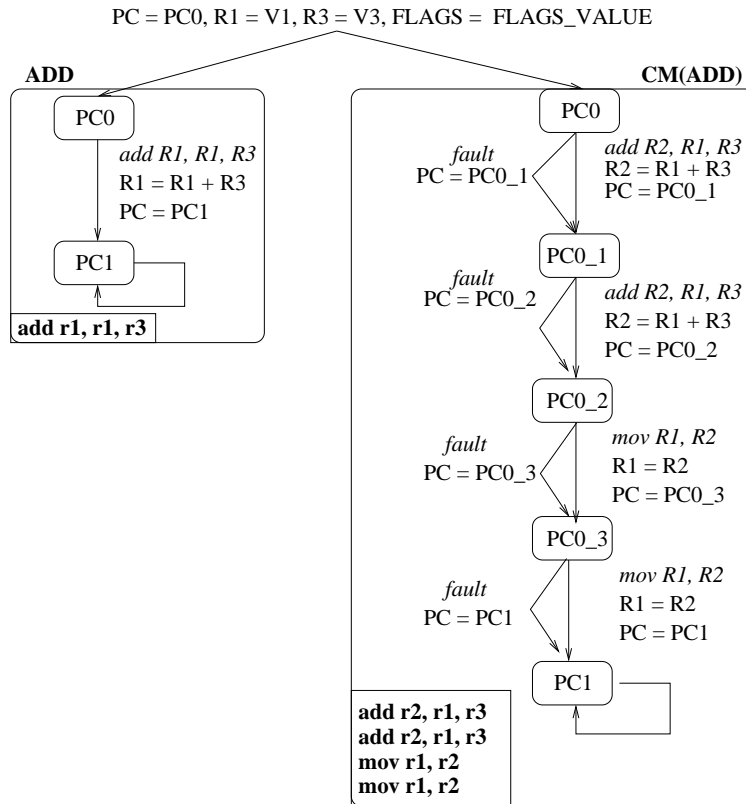 PC = PC0, R1 = V1, R3 = V3, FLAGS = FLAGS_VALUE
ADD
PC0
add R1, R1, R3
R1 = R1 + R3
PC = PC1
PC1
add r1, r1, r3
CM(ADD)
PC0
fault
PC = PC0_1
add R2, R1, R3
R2 = R1 + R3
PC = PC0_1
PC0_1
fault
PC = PC0_2
add R2, R1, R3
R2 = R1 + R3
PC = PC0_2
PC0_2
fault
PC = PC0_3
mov R1, R2
R1 = R2
PC = PC0_3
PC0_3
fault
PC = PC1
mov R1, R2
R1 = R2
PC = PC1
PC1
add r2, r1, r3
add r2, r1, r3
mov r1, r2
mov r1, r2